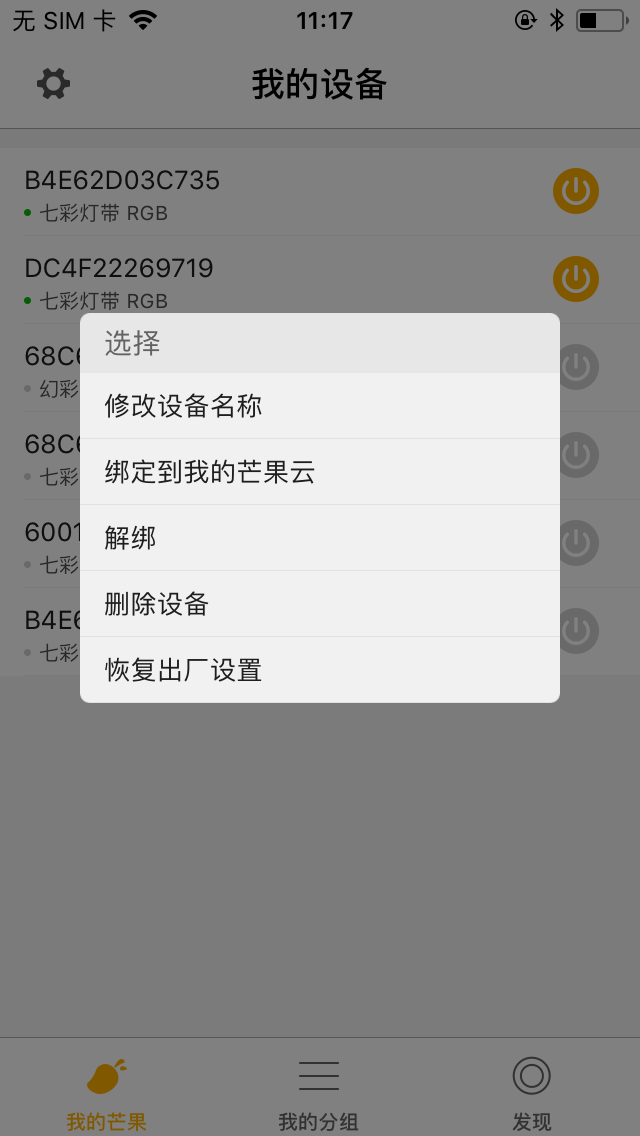 无 SIM 卡
11:17
我的设备
B4E62D03C735
七彩灯带 RGB
DC4F22269719
七彩灯带 RGB
68C6
幻彩
68C6
七彩
6001
七彩
B4E6
七彩
选择
修改设备名称
绑定到我的芒果云
解绑
删除设备
恢复出厂设置
我的芒果
我的分组
发现